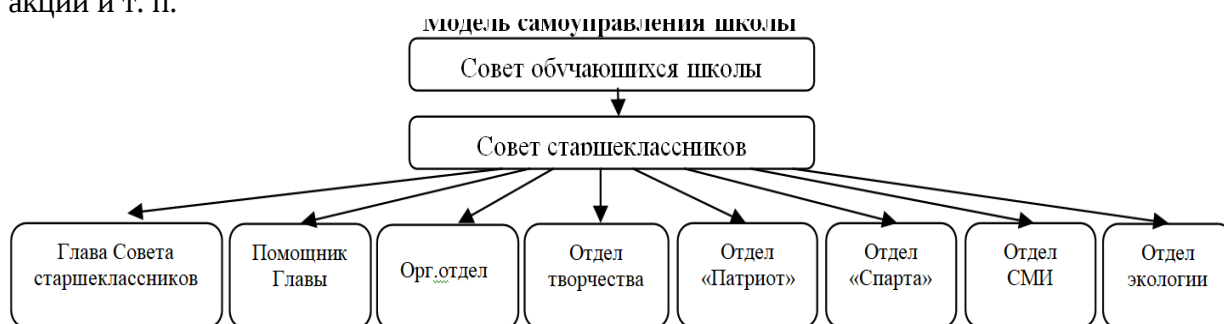 акции и т. п.
Модель самоуправления школы
Совет обучающихся школы
Совет старшеклассников
Глава Совета
старшеклассников
Помощник
Главы
Орг.отдел
Отдел
творчества
Отдел
«Патриот»
Отдел
«Спарта»
Отдел
СМИ
Отдел
экологии